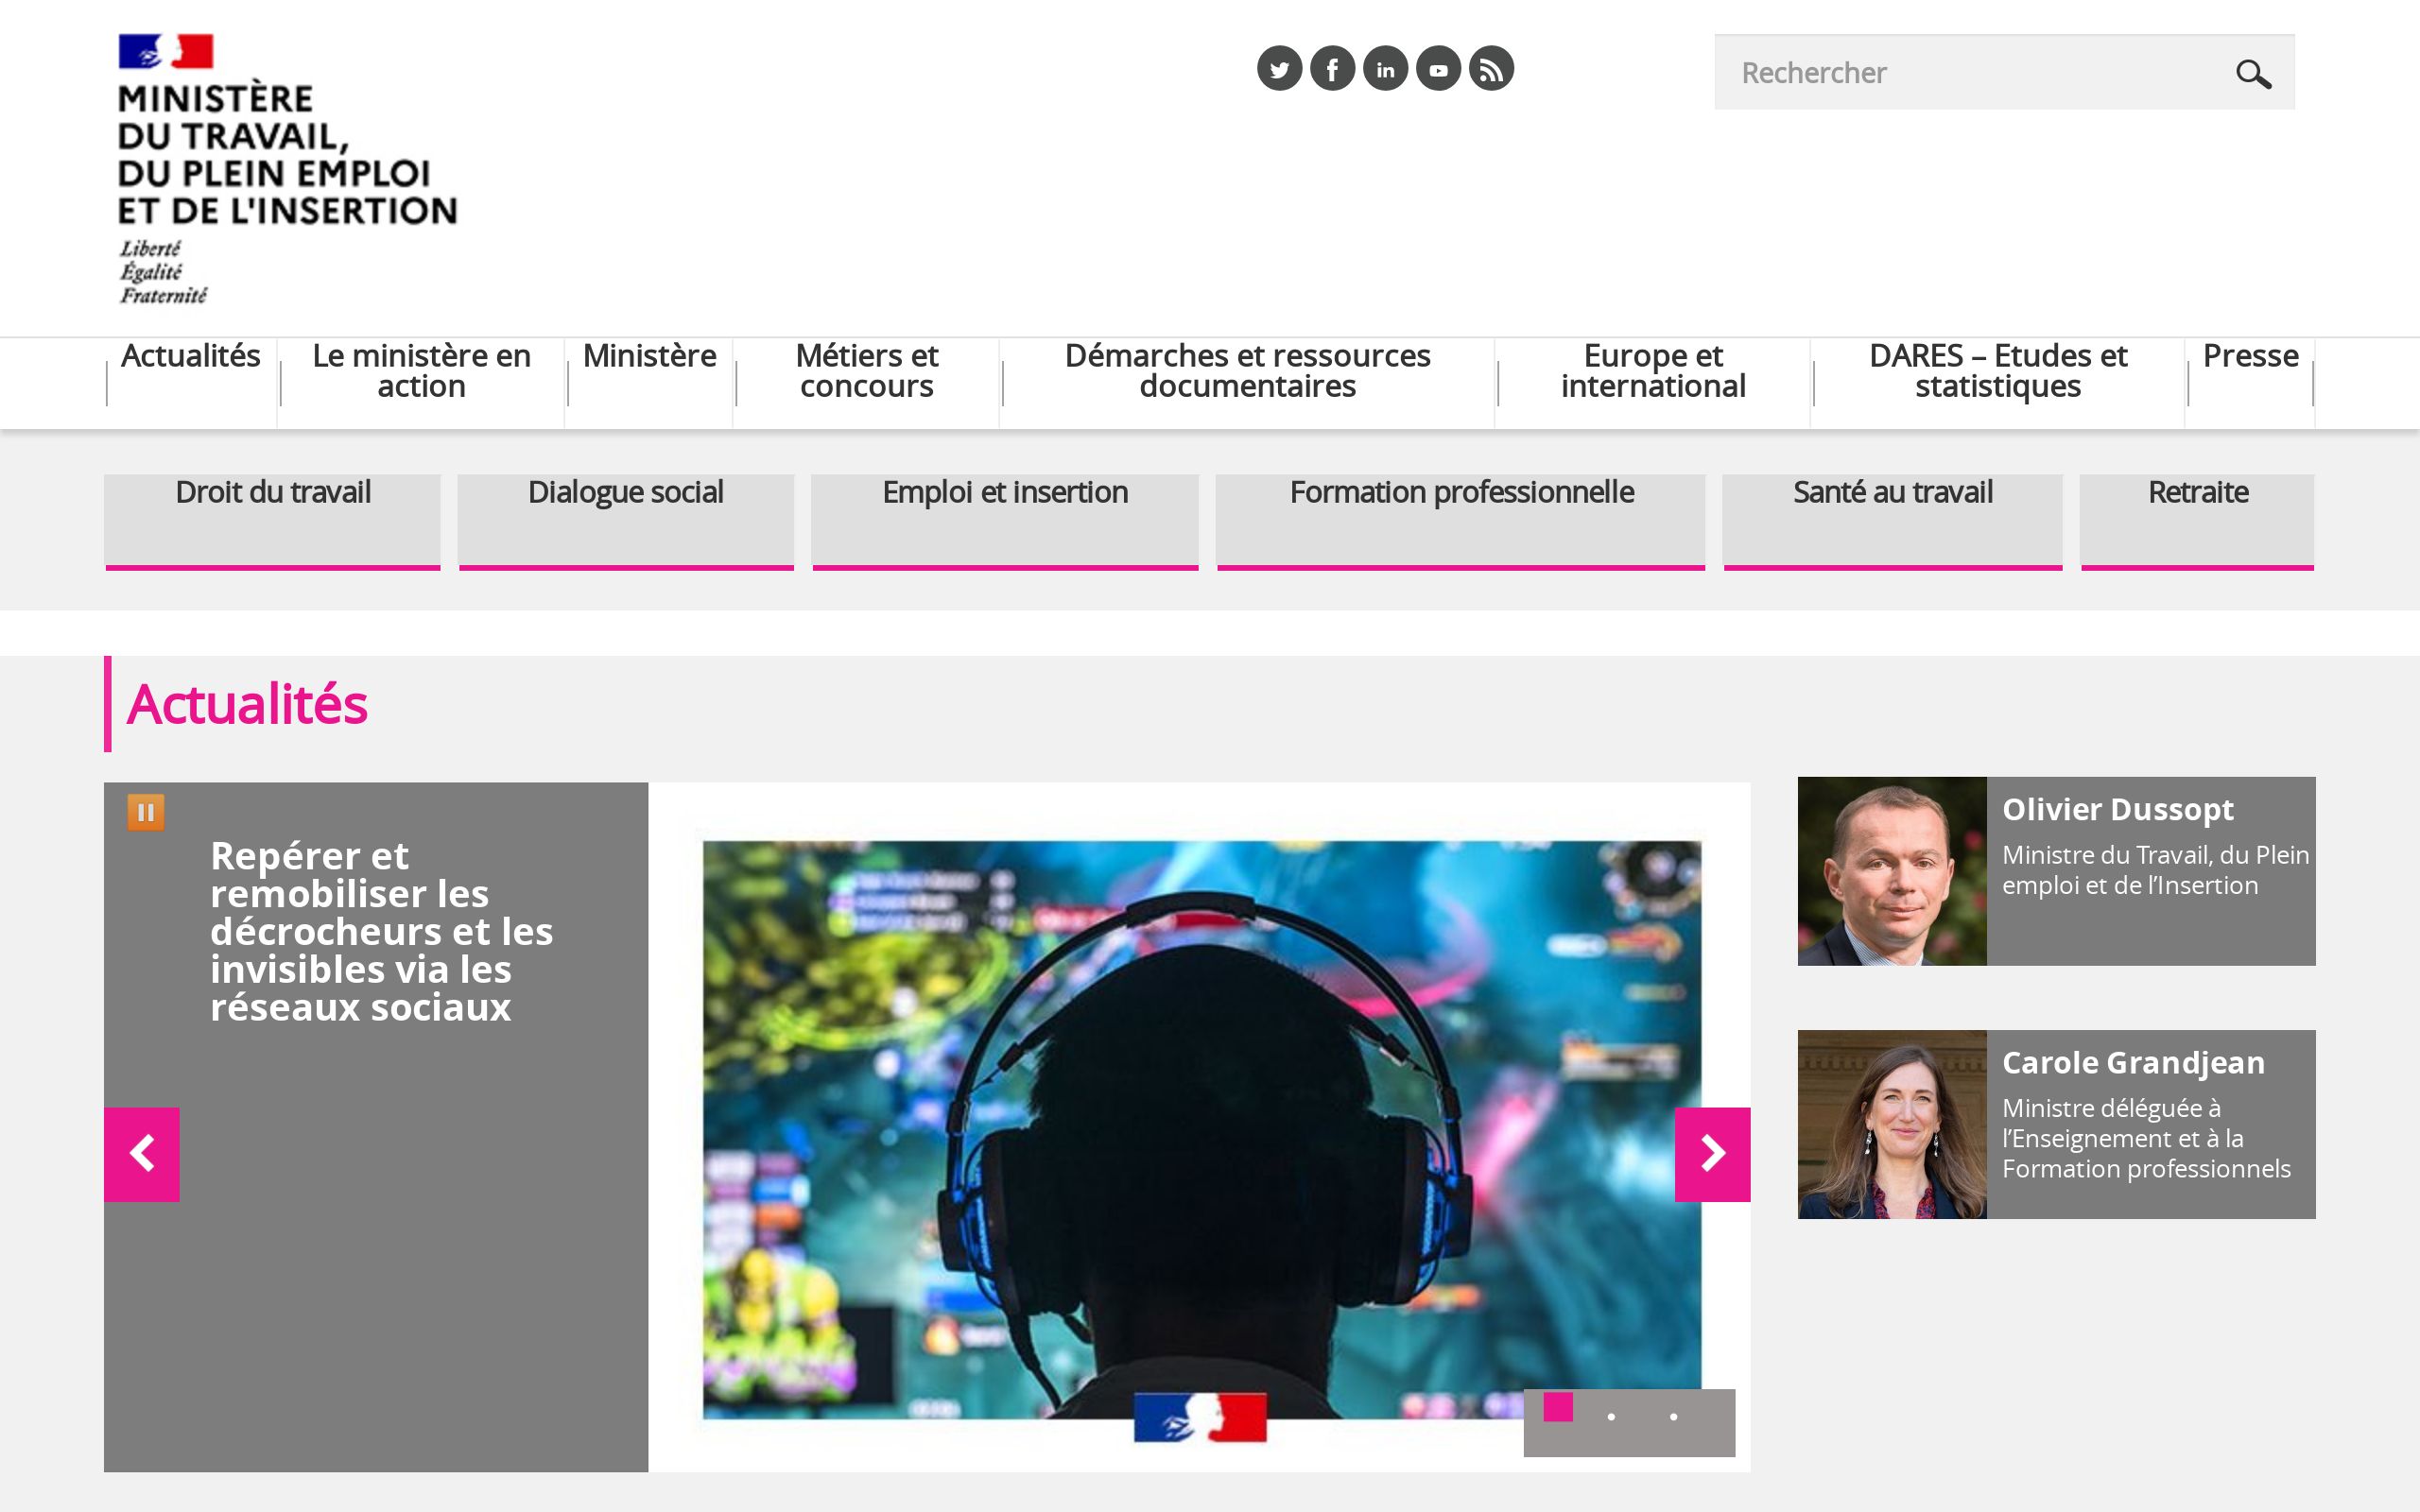 MINISTÈRE
DU TRAVAIL,
DU PLEIN EMPLOI
ET DE L'INSERTION
Liberté
Égalité
Fraternité
Rechercher
Actualités
Le ministère en
action
Ministère
Métiers et
concours
Démarches et ressources
documentaires
Europe et
international
DARES – Etudes et
statistiques
Presse
Droit du travail
Dialogue social
Emploi et insertion
Formation professionnelle
Santé au travail
Retraite
Actualités
Repérer et
remobiliser les
décrocheurs et les
invisibles via les
réseaux sociaux
Olivier Dussopt
Ministre du Travail, du Plein
emploi et de l’Insertion
Carole Grandjean
Ministre déléguée à
l’Enseignement et à la
Formation professionnels